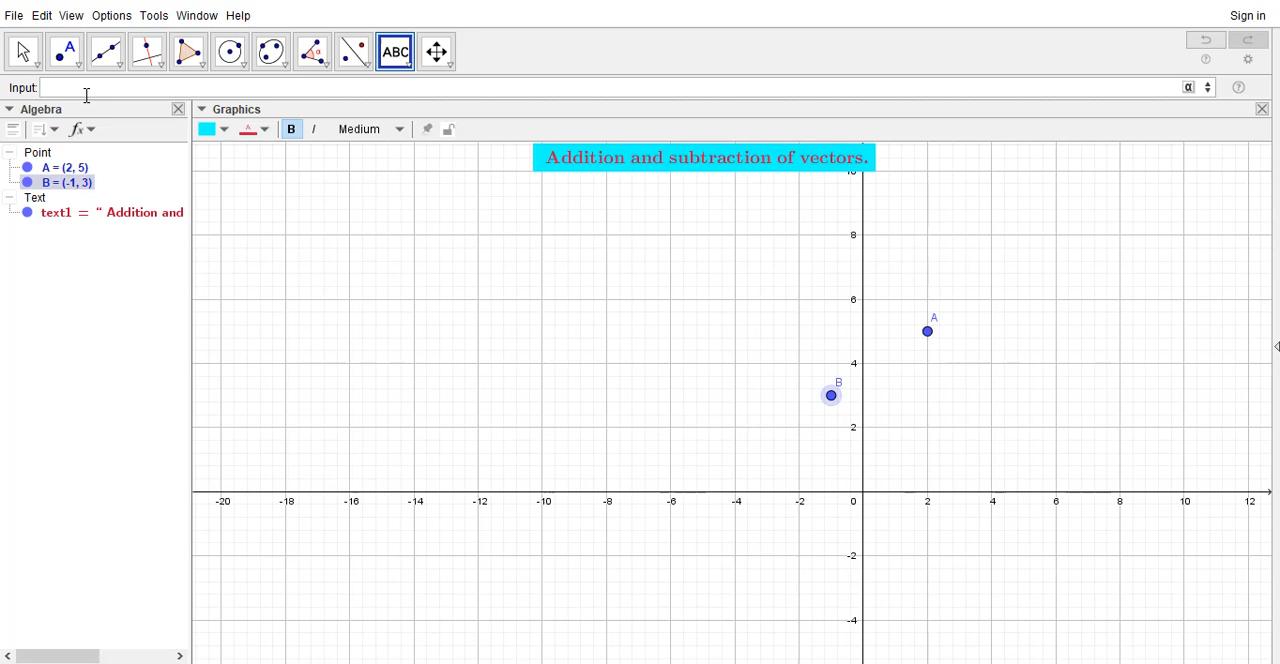 File Edit View Options Tools Window Help Sign in
ABC
Input:
Algebra
Graphics
B I Medium
Point
A = (2, 5)
B = (-1, 3)
Text
text1 = “ Addition and
Addition and subtraction of vectors.
8
6
A
4
B
2
-20 -18 -16 -14 -12 -10 -8 -6 -4 -2 0 2 4 6 8 10 12
-2
-4